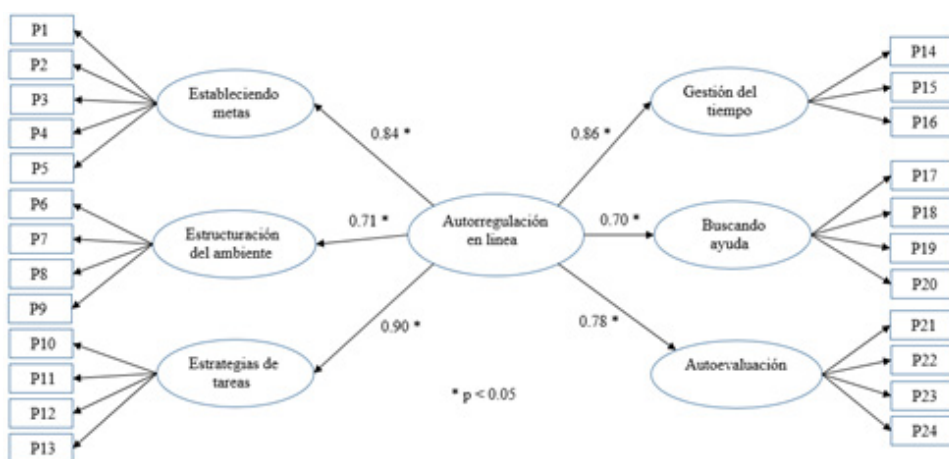 P1
P2
P3
P4
P5
P6
P7
P8
P9
P10
P11
P12
P13
Estableciendo
metas
Estructuración
del ambiente
Estrategias de
tareas
0.84 *
0.71 *
0.90 *
Autorregulación
en linea
0.86 *
0.70 *
0.78 *
* p < 0.05
Gestión del
tiempo
Buscando
ayuda
Autoevaluación
P14
P15
P16
P17
P18
P19
P20
P21
P22
P23
P24